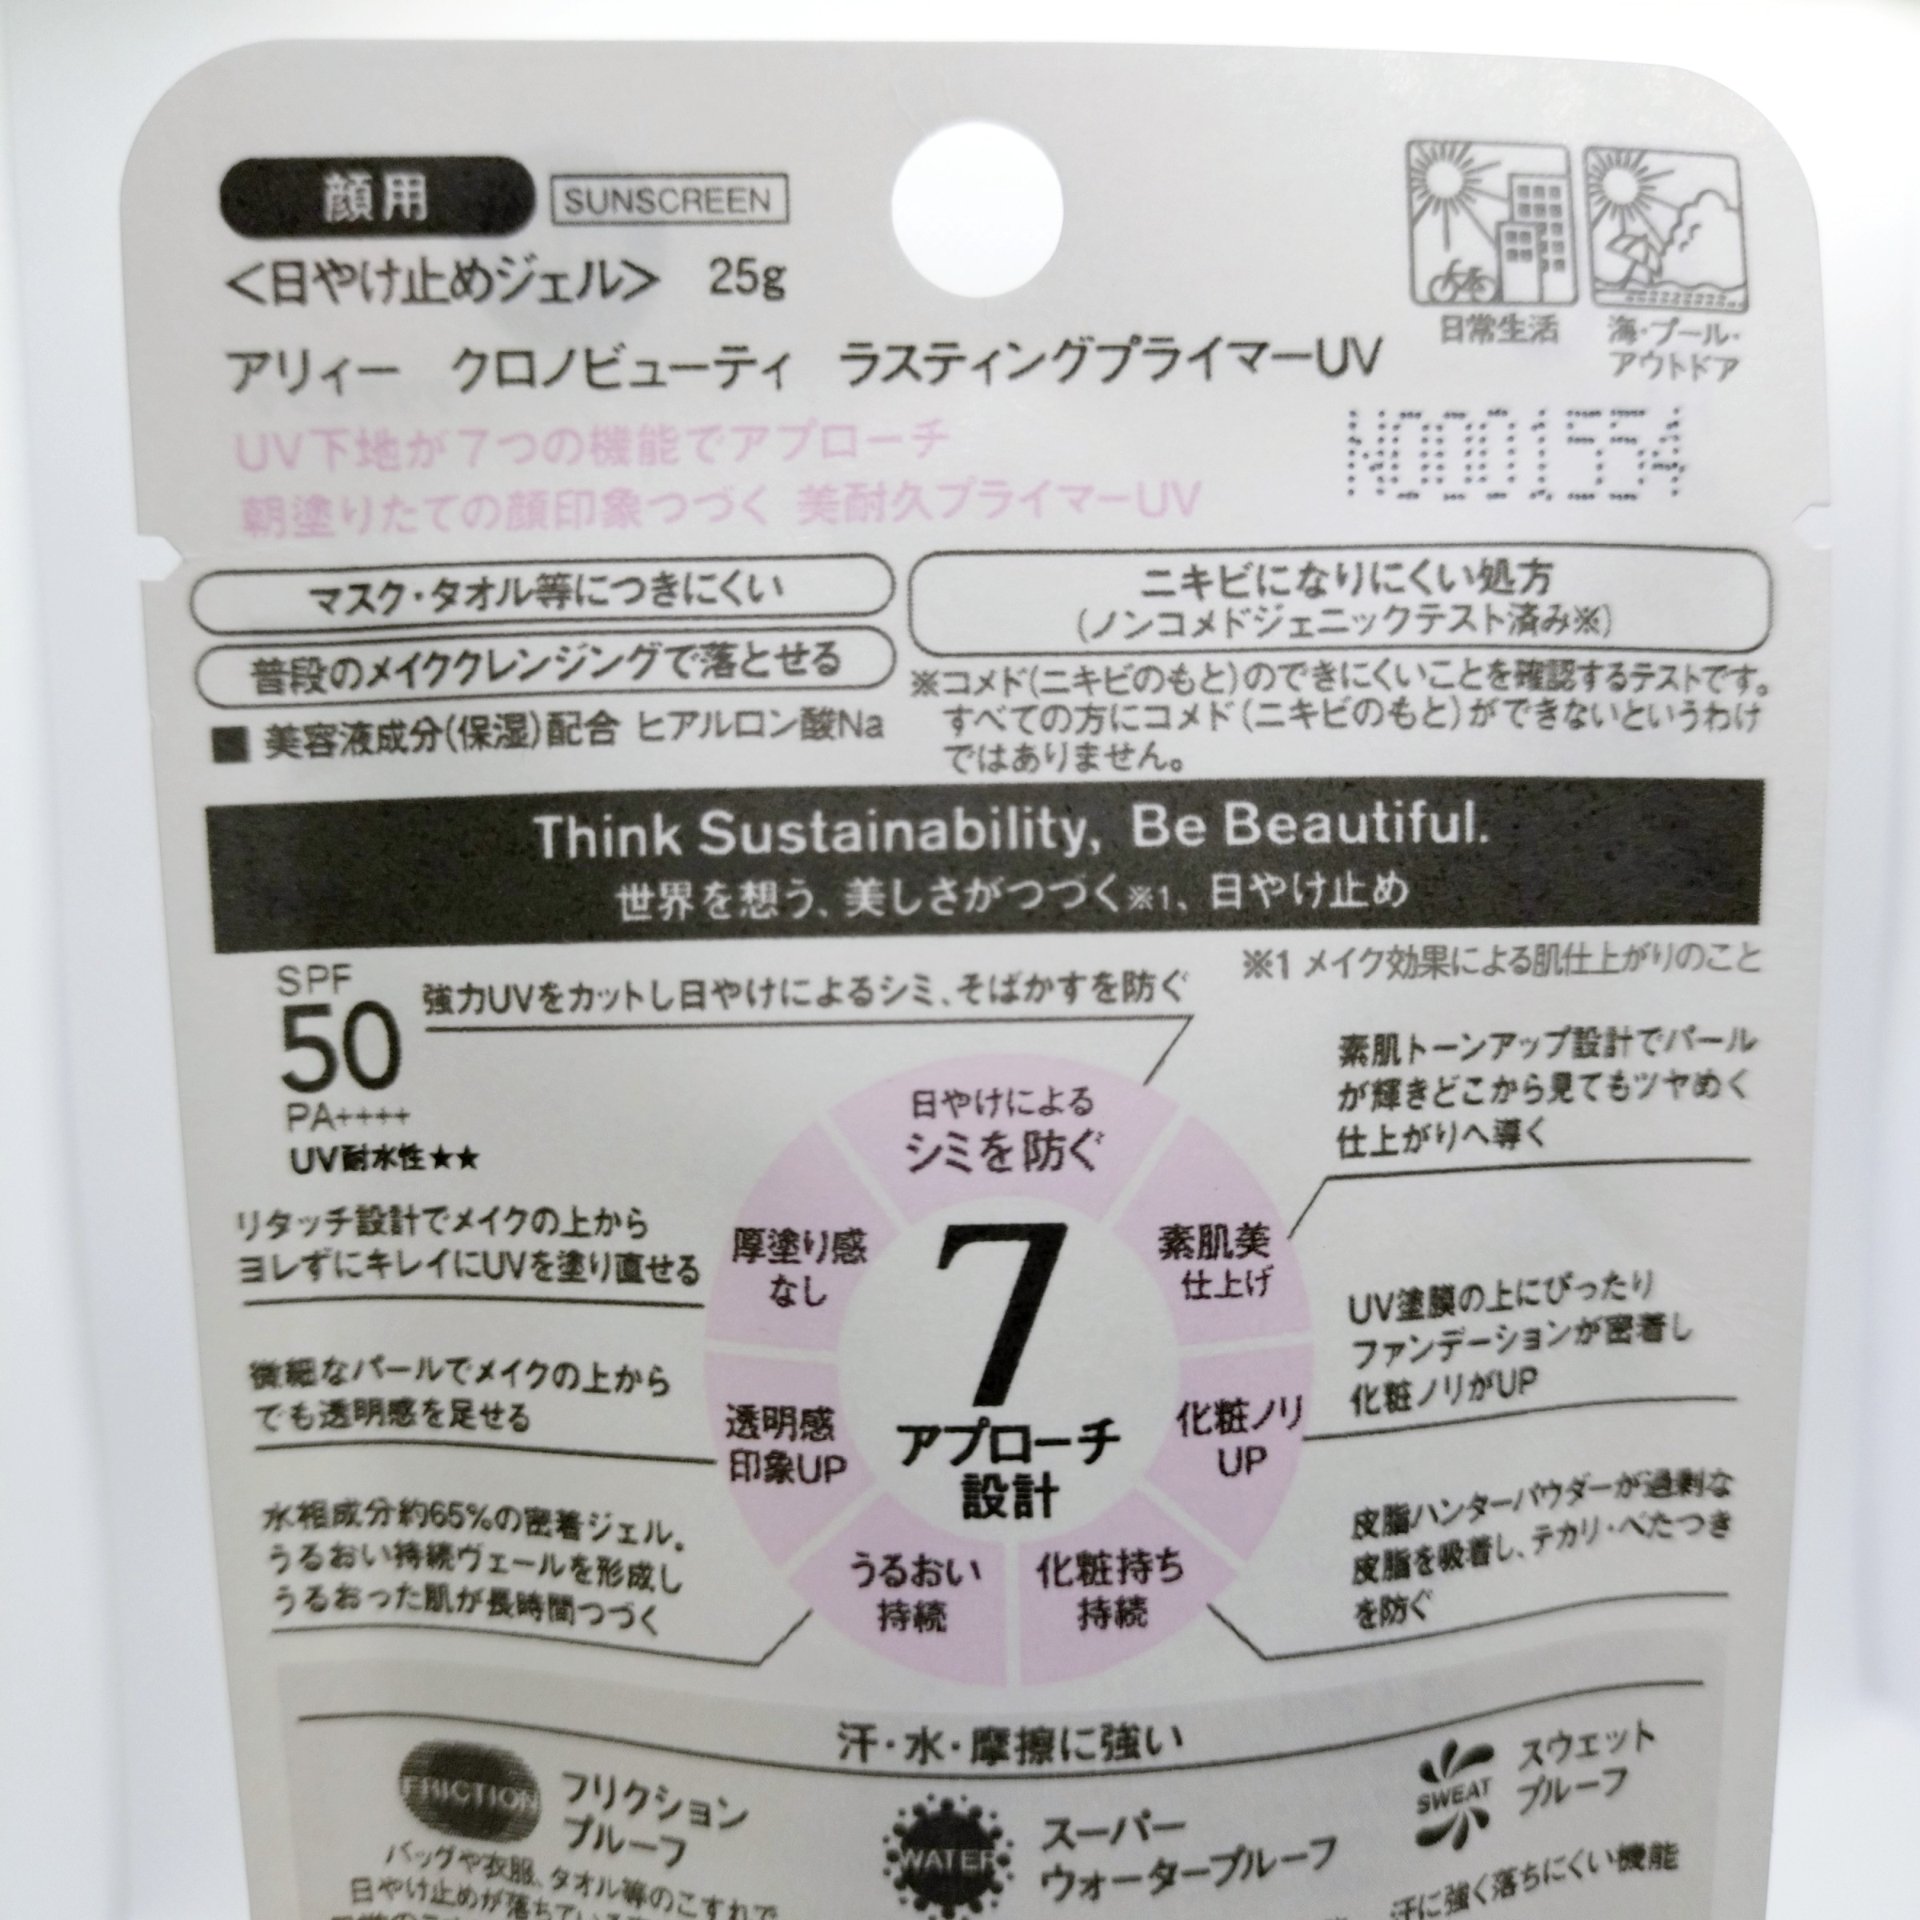 顔用 SUNSCREEN
<日やけ止めジェル> 25g
アリィー クロノビューティ ラスティングプライマーUV
日常生活
海・プール・
アウトドア
UV下地が7つの機能でアプローチ
朝塗りたての顔印象つづく 美耐久プライマーUV
N0001554
マスク・タオル等につきにくい
普段のメイククレンジングで落とせる
■ 美容液成分(保湿)配合 ヒアルロン酸Na
ニキビになりにくい処方
(ノンコメドジェニックテスト済み※)
※コメド(ニキビのもと)のできにくいことを確認するテストです。
すべての方にコメド(ニキビのもと)ができないというわけ
ではありません。
Think Sustainability, Be Beautiful.
世界を想う、美しさがつづく※1、日やけ止め
※1 メイク効果による肌仕上がりのこと
SPF
50
PA++++
UV耐水性★★
強力UVをカットし日やけによるシミ、そばかすを防ぐ
日やけによる
シミを防ぐ
素肌トーンアップ設計でパール
が輝きどこから見てもツヤめく
仕上がりへ導く
素肌美
仕上げ
UV塗膜の上にぴったり
ファンデーションが密着し
化粧ノリがUP
化粧ノリ
UP
皮脂ハンターパウダーが過剰な
皮脂を吸着し、テカリ・べたつき
を防ぐ
化粧持ち
持続
水相成分約65%の密着ジェル。
うるおい持続ヴェールを形成し
うるおった肌が長時間つづく
うるおい
持続
微細なパールでメイクの上から
でも透明感を足せる
透明感
印象UP
リタッチ設計でメイクの上から
ヨレずにキレイにUVを塗り直せる
厚塗り感
なし
7
アプローチ
設計
汗・水・摩擦に強い
FRICTION
フリクション
プルーフ
バッグや衣服、タオル等のこすれで
日やけ止めが落ちている
WATER
スーパー
ウォータープルーフ
SWEAT
スウェット
プルーフ
汗に強く落ちにくい機能